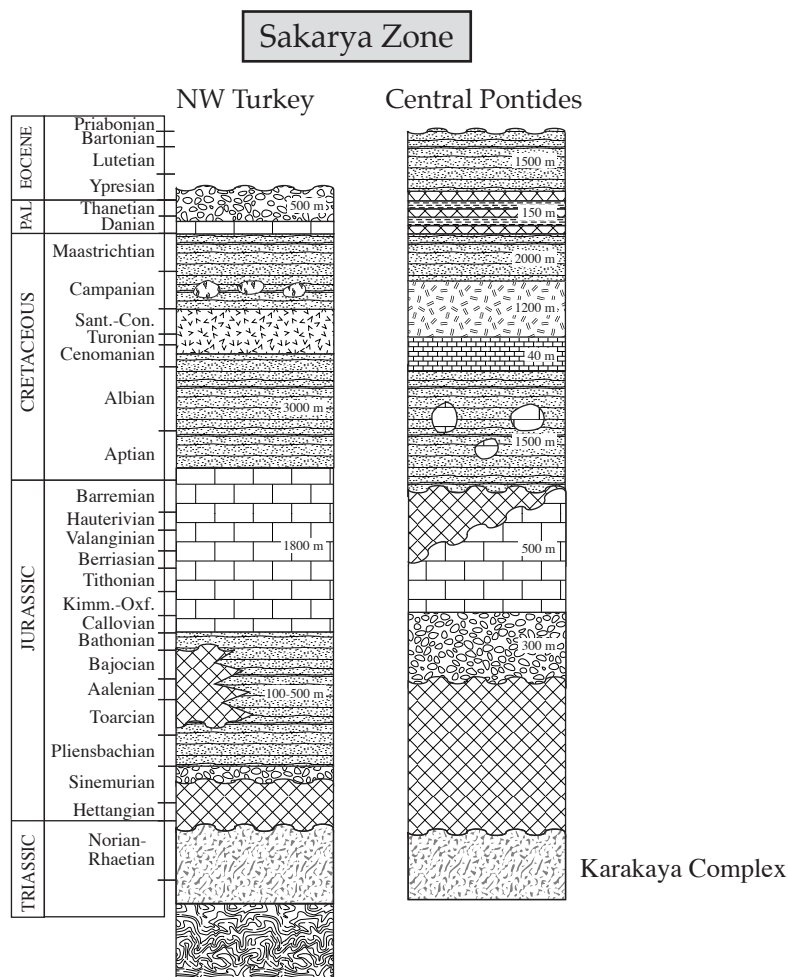 Sakarya Zone
NW Turkey
Central Pontides
EOCENE
PAL
CRETACEOUS
JURASSIC
TRIASSIC
Priabonian
Bartonian
Lutetian
Ypresian
Thanetian
Danian
Maastrichtian
Campanian
Sant.-Con.
Turonian
Cenomanian
Albian
Aptian
Barremian
Hauterivian
Valanginian
Berriasian
Tithonian
Kimm.-Oxf.
Callovian
Bathonian
Bajocian
Aalenian
Toarcian
Pliensbachian
Sinemurian
Hettangian
Norian-
Rhaetian
500 m
3000 m
1800 m
100-500 m
1500 m
150 m
2000 m
1200 m
40 m
1500 m
500 m
300 m
Karakaya Complex